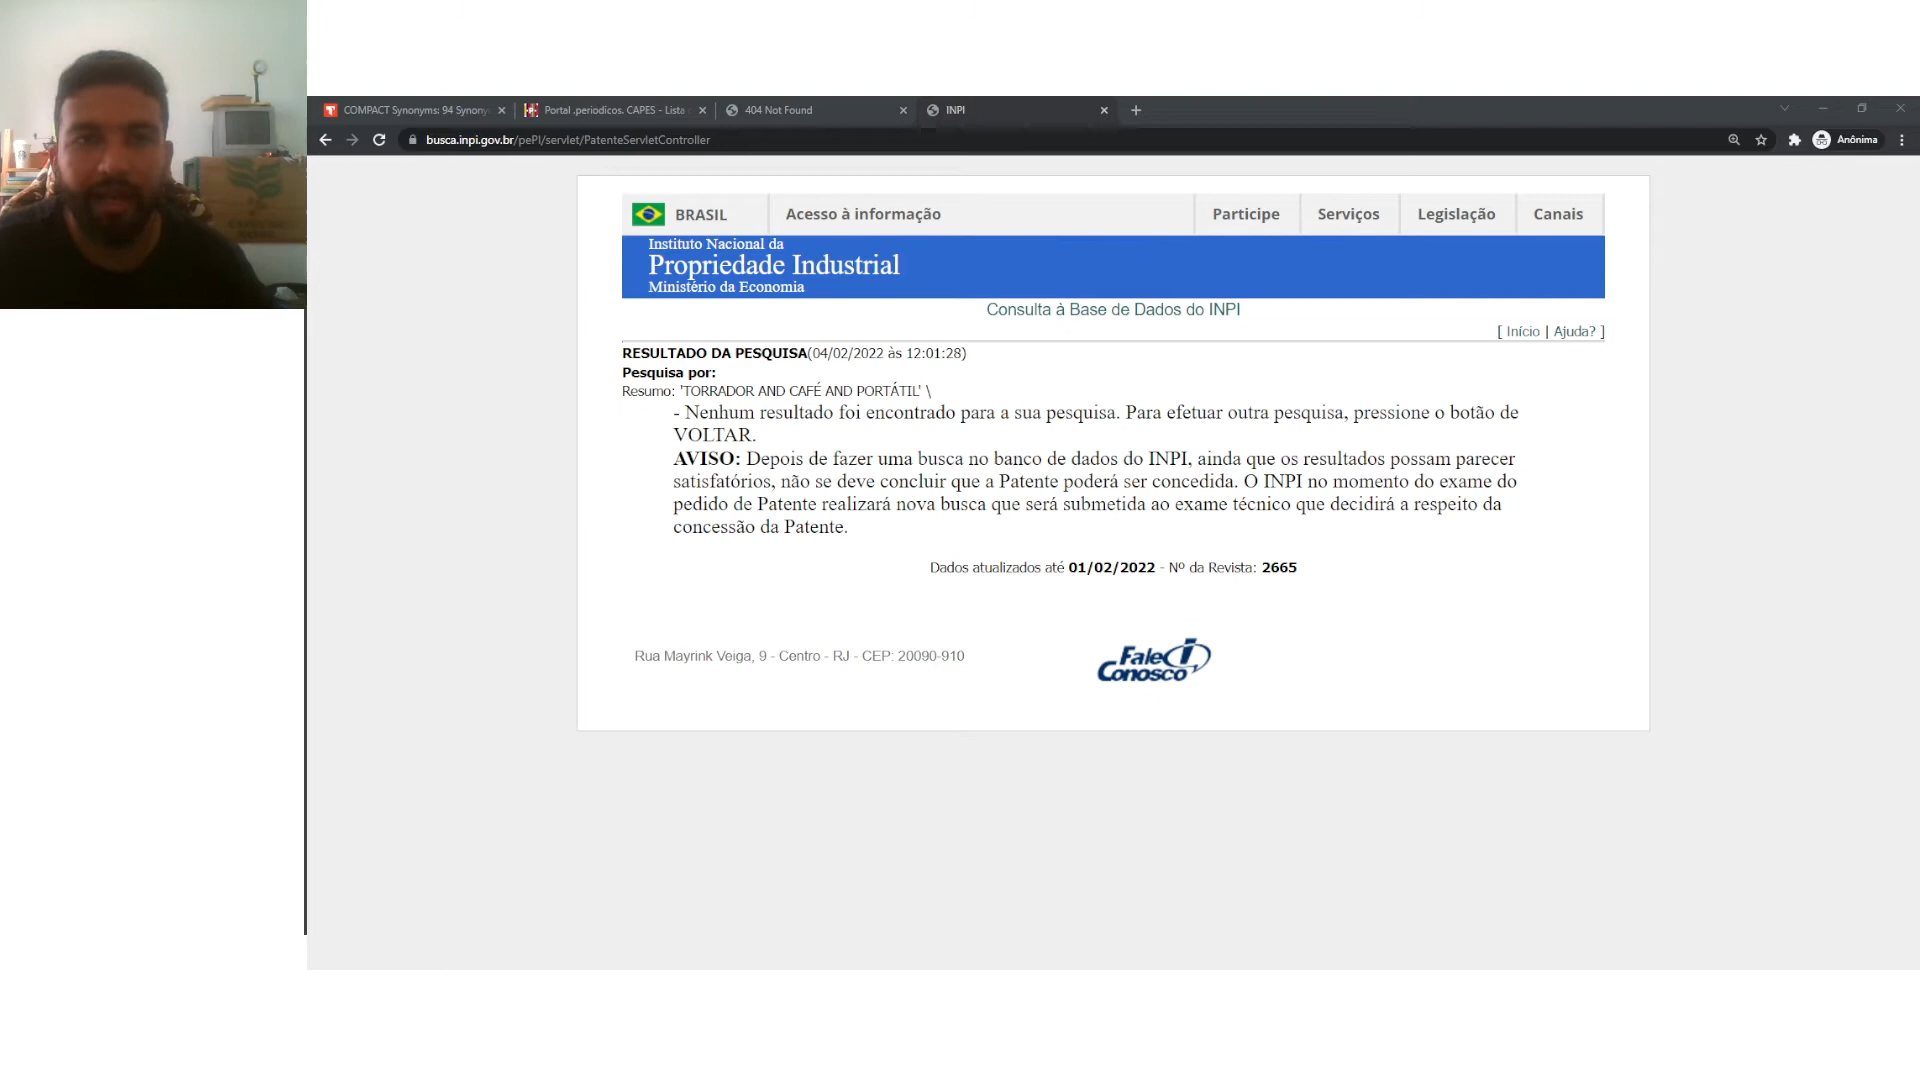 COMPACT Synonyms: 94 Synony
Portal .periodicos. CAPES - Lista
404 Not Found
INPI
busca.inpi.gov.br/pePI/servlet/PatenteServletController
Anônima
BRASIL
Acesso à informação
Participe
Serviços
Legislação
Canais
Instituto Nacional da
Propriedade Industrial
Ministério da Economia
Consulta à Base de Dados do INPI
[ Início | Ajuda? ]
RESULTADO DA PESQUISA(04/02/2022 às 12:01:28)
Pesquisa por:
Resumo: 'TORRADOR AND CAFÉ AND PORTÁTIL' \
- Nenhum resultado foi encontrado para a sua pesquisa. Para efetuar outra pesquisa, pressione o botão de
VOLTAR.
AVISO: Depois de fazer uma busca no banco de dados do INPI, ainda que os resultados possam parecer
satisfatórios, não se deve concluir que a Patente poderá ser concedida. O INPI no momento do exame do
pedido de Patente realizará nova busca que será submetida ao exame técnico que decidirá a respeito da
concessão da Patente.
Dados atualizados até 01/02/2022 - Nº da Revista: 2665
Rua Mayrink Veiga, 9 - Centro - RJ - CEP: 20090-910
Fale
Conosco